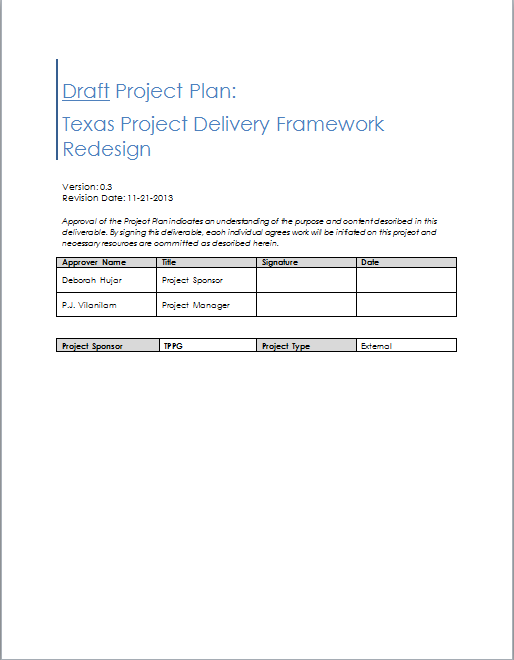 Draft Project Plan:
Texas Project Delivery Framework
Redesign
Version: 0.3
Revision Date: 11-21-2013
Approval of the Project Plan indicates an understanding of the purpose and content described in this
deliverable. By signing this deliverable, each individual agrees work will be initiated on this project and
necessary resources are committed as described herein.
Approver Name Title Signature Date
Deborah Hujar Project Sponsor
P.J. Vilanilam Project Manager
Project Sponsor TPPG Project Type External